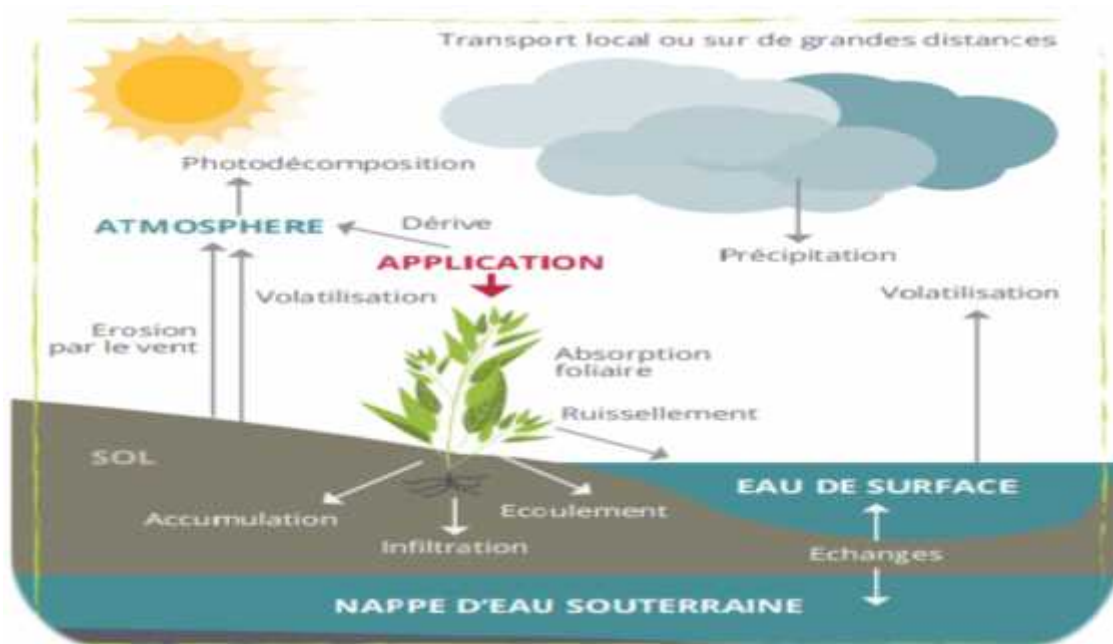 Transport local ou sur de grandes distances
Photodécomposition
ATMOSPHERE
Dérive
APPLICATION
Précipitation
Volatilisation
Volatilisation
Erosion
par le vent
Absorption
foliaire
Ruissellement
SOL
EAU DE SURFACE
Accumulation
Ecoulement
Infiltration
Echanges
NAPPE D'EAU SOUTERRAINE